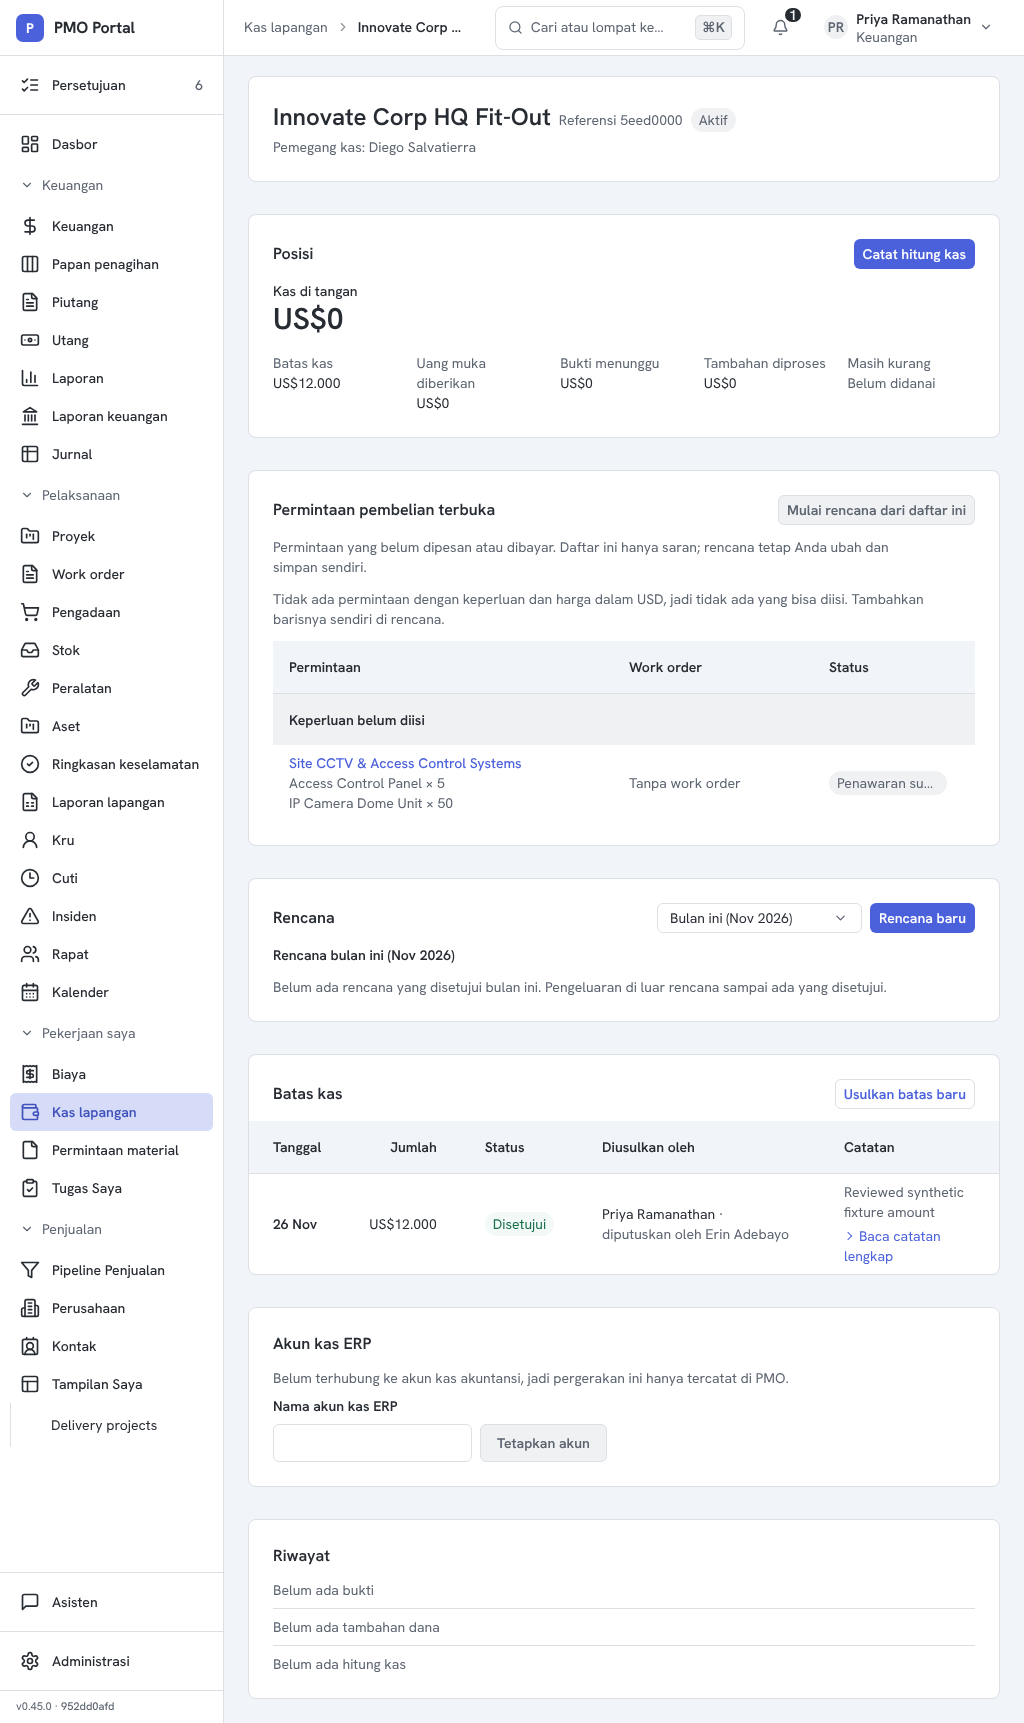 P PMO Portal
Kas lapangan > Innovate Corp ...
Cari atau lompat ke... ⌘K
1
PR Priya Ramanathan
Keuangan
Persetujuan 6
Dasbor
Keuangan
Keuangan
Papan penagihan
Piutang
Utang
Laporan
Laporan keuangan
Jurnal
Pelaksanaan
Proyek
Work order
Pengadaan
Stok
Peralatan
Aset
Ringkasan keselamatan
Laporan lapangan
Kru
Cuti
Insiden
Rapat
Kalender
Pekerjaan saya
Biaya
Kas lapangan
Permintaan material
Tugas Saya
Penjualan
Pipeline Penjualan
Perusahaan
Kontak
Tampilan Saya
Delivery projects
Asisten
Administrasi
v0.45.0 · 952dd0afd
Innovate Corp HQ Fit-Out Referensi 5eed0000 Aktif
Pemegang kas: Diego Salvatierra
Posisi Catat hitung kas
Kas di tangan
US$0
Batas kas
US$12.000
Uang muka
diberikan
US$0
Bukti menunggu
US$0
Tambahan diproses
US$0
Masih kurang
Belum didanai
Permintaan pembelian terbuka Mulai rencana dari daftar ini
Permintaan yang belum dipesan atau dibayar. Daftar ini hanya saran; rencana tetap Anda ubah dan
simpan sendiri.
Tidak ada permintaan dengan keperluan dan harga dalam USD, jadi tidak ada yang bisa diisi. Tambahkan
barisnya sendiri di rencana.
Permintaan Work order Status
Keperluan belum diisi
Site CCTV & Access Control Systems
Access Control Panel × 5
IP Camera Dome Unit × 50
Tanpa work order
Penawaran su...
Rencana Bulan ini (Nov 2026) Rencana baru
Rencana bulan ini (Nov 2026)
Belum ada rencana yang disetujui bulan ini. Pengeluaran di luar rencana sampai ada yang disetujui.
Batas kas Usulkan batas baru
Tanggal Jumlah Status Diusulkan oleh Catatan
26 Nov US$12.000 Disetujui
Priya Ramanathan ·
diputuskan oleh Erin Adebayo
Reviewed synthetic
fixture amount
> Baca catatan
lengkap
Akun kas ERP
Belum terhubung ke akun kas akuntansi, jadi pergerakan ini hanya tercatat di PMO.
Nama akun kas ERP
Tetapkan akun
Riwayat
Belum ada bukti
Belum ada tambahan dana
Belum ada hitung kas